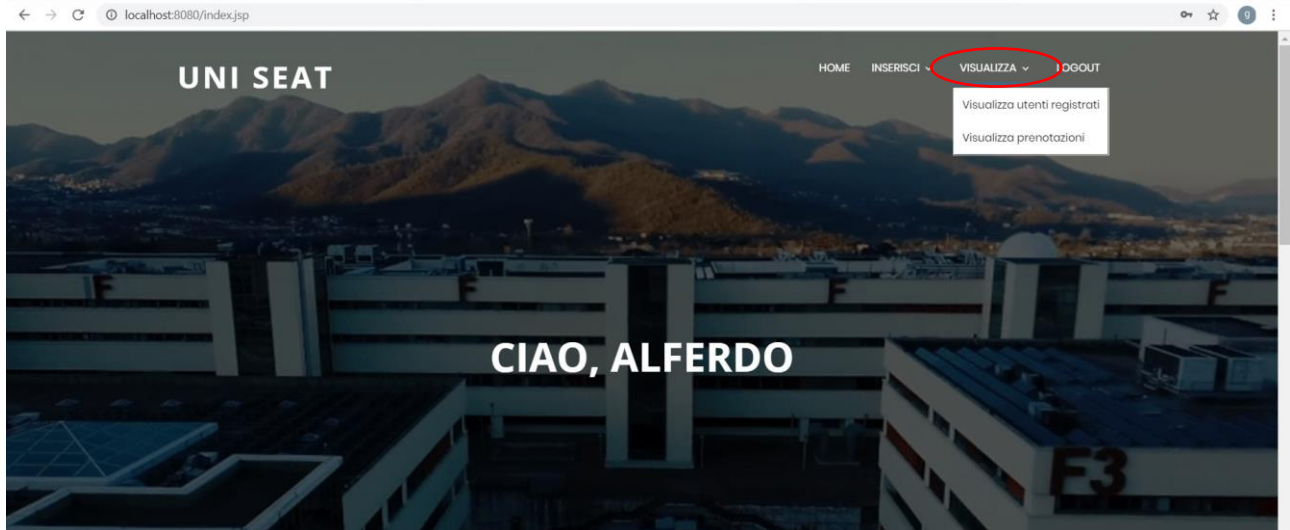 localhost:8080/index.jsp
g
UNI SEAT
HOME INSERISCI VISUALIZZA LOGOUT
Visualizza utenti registrati
Visualizza prenotazioni
F F F F
CIAO, ALFERDO
F3